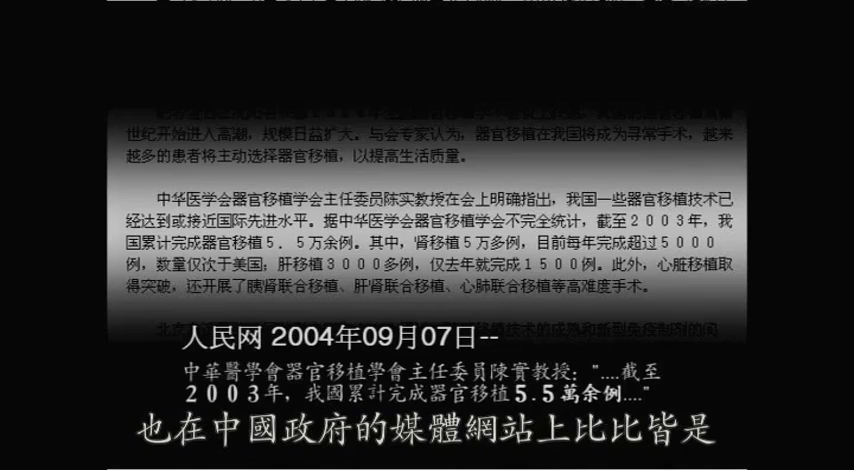 世纪开始进入高潮，规模日益扩大。与会专家认为，器官移植在我国将成为寻常手术，越来
越多的患者将主动选择器官移植，以提高生活质量。
中华医学会器官移植学会主任委员陈实教授在会上明确指出，我国一些器官移植技术已
经达到或接近国际先进水平。据中华医学会器官移植学会不完全统计，截至２００３年，我
国累计完成器官移植５．５万余例。其中，肾移植５万多例，目前每年完成超过５０００
例，数量仅次于美国；肝移植３０００多例，仅去年就完成１５００例。此外，心脏移植取
得突破，还开展了胰肾联合移植、肝肾联合移植、心肺联合移植等高难度手术。
人民网 2004年09月07日--
中華醫學會器官移植學會主任委員陳實教授："....截至
２００３年，我國累計完成器官移植５.５萬余例...."
也在中國政府的媒體網站上比比皆是